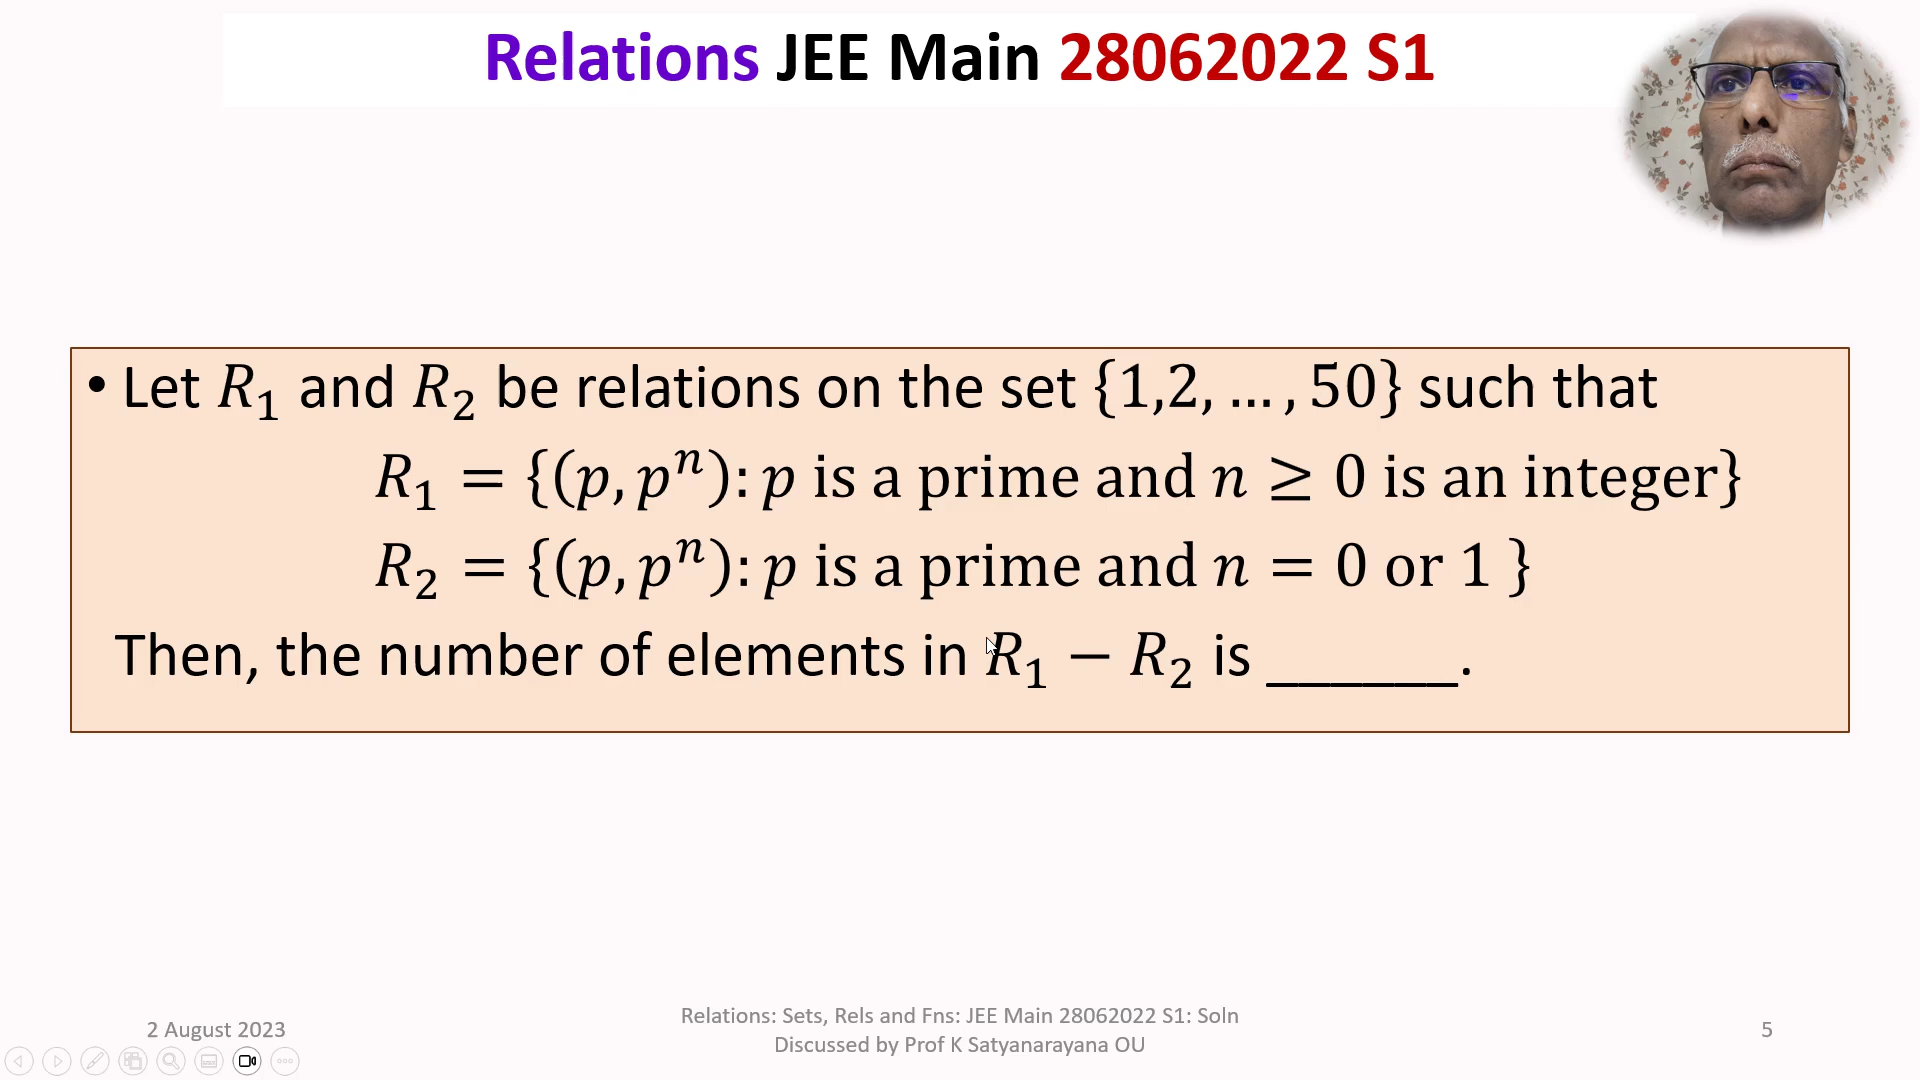 Relations JEE Main 28062022 S1
• Let R₁ and R₂ be relations on the set {1,2, … , 50} such that
R₁ = {(p, pⁿ): p is a prime and n ≥ 0 is an integer}
R₂ = {(p, pⁿ): p is a prime and n = 0 or 1 }
Then, the number of elements in R₁ − R₂ is ______.
2 August 2023
Relations: Sets, Rels and Fns: JEE Main 28062022 S1: Soln
Discussed by Prof K Satyanarayana OU
5